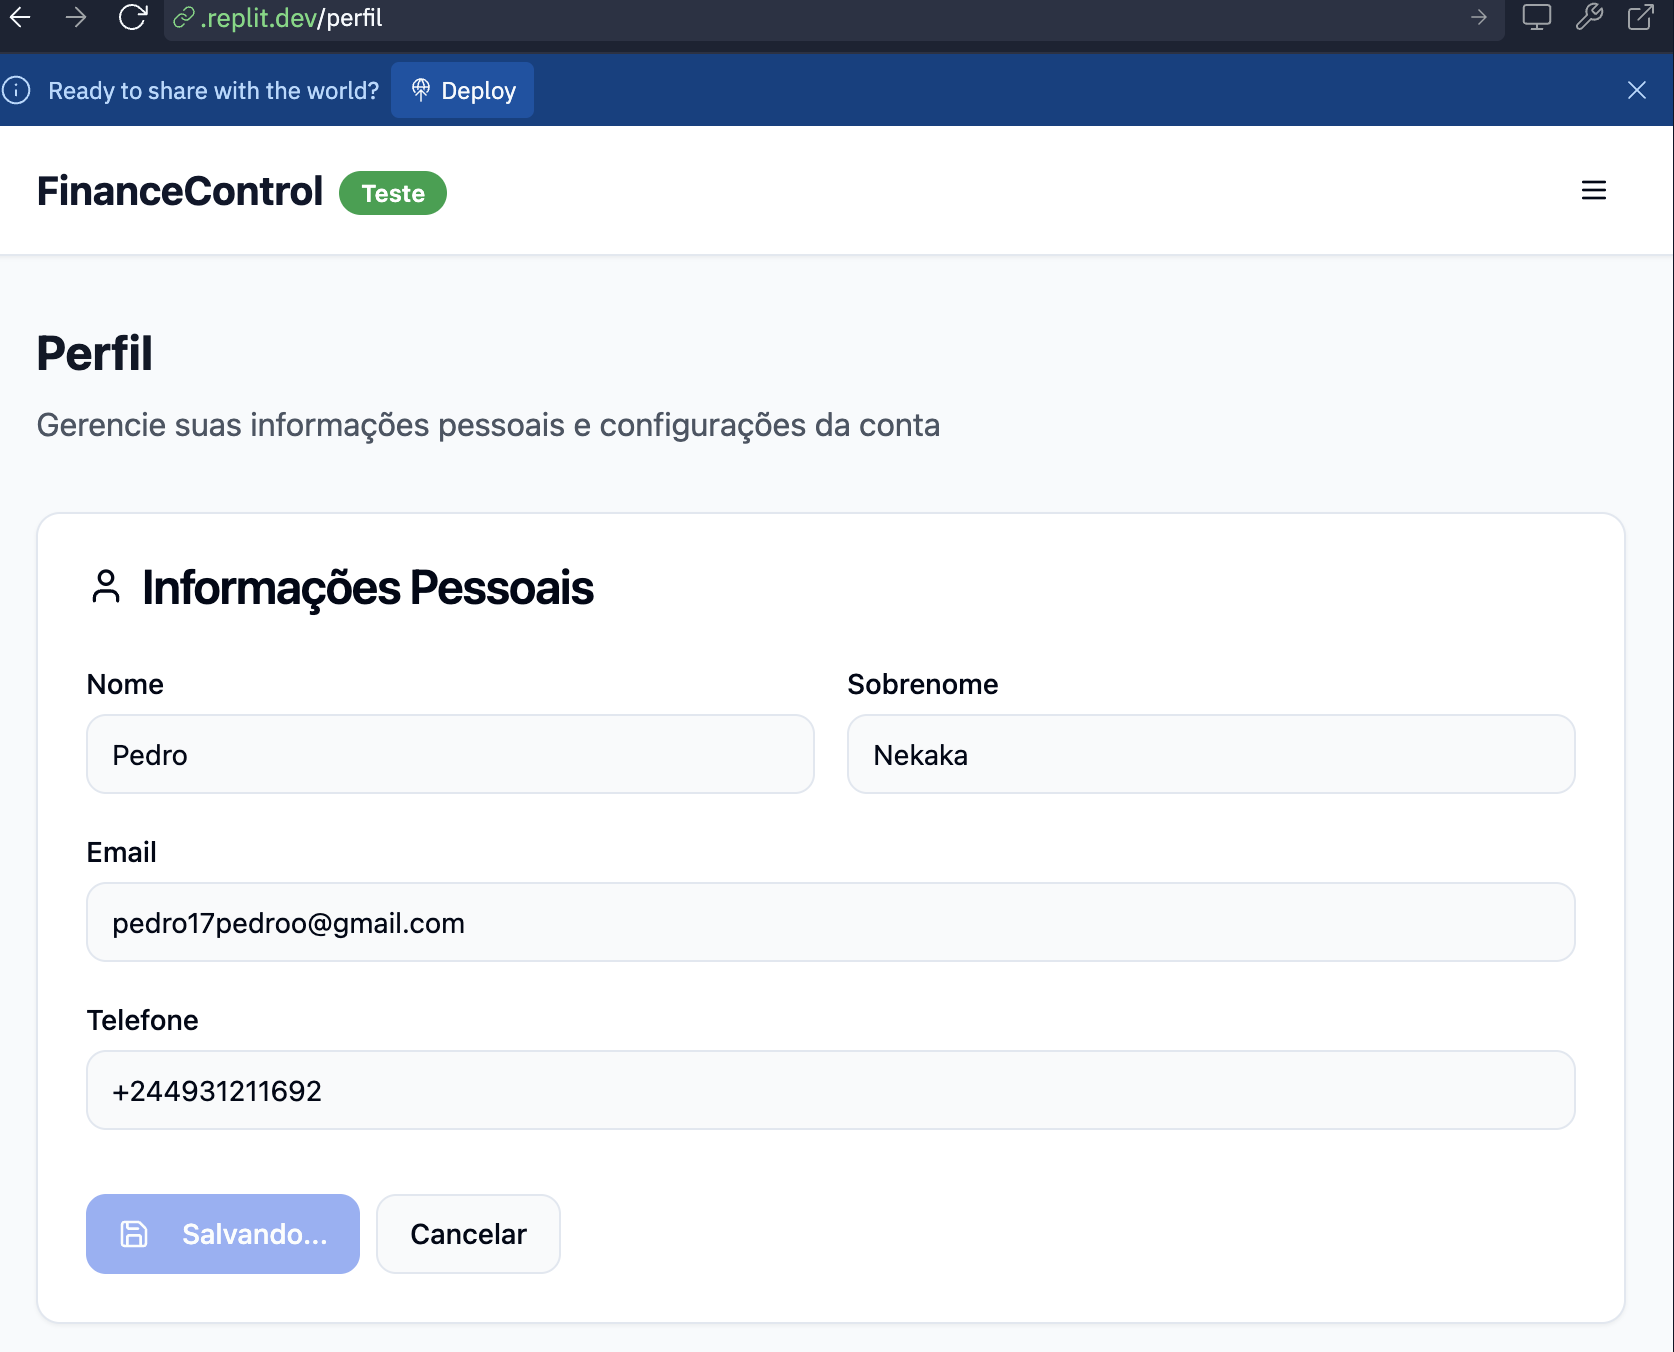 .replit.dev/perfil
Ready to share with the world? Deploy
FinanceControl Teste
Perfil
Gerencie suas informações pessoais e configurações da conta
Informações Pessoais
Nome Sobrenome
Pedro Nekaka
Email
pedro17pedroo@gmail.com
Telefone
+244931211692
Salvando... Cancelar